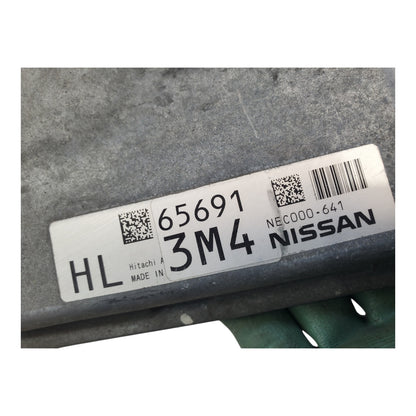 65691
NEC000-641
HL
Hitachi A
MADE IN
3M4
NISSAN